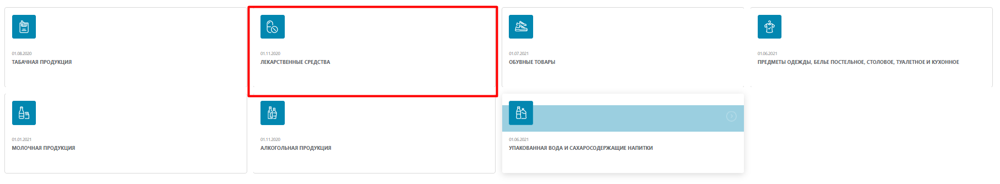 01.08.2020
ТАБАЧНАЯ ПРОДУКЦИЯ
01.11.2020
ЛЕКАРСТВЕННЫЕ СРЕДСТВА
01.07.2021
ОБУВНЫЕ ТОВАРЫ
01.06.2021
ПРЕДМЕТЫ ОДЕЖДЫ, БЕЛЬЕ ПОСТЕЛЬНОЕ, СТОЛОВОЕ, ТУАЛЕТНОЕ И КУХОННОЕ
01.01.2021
МОЛОЧНАЯ ПРОДУКЦИЯ
01.11.2020
АЛКОГОЛЬНАЯ ПРОДУКЦИЯ
01.06.2021
УПАКОВАННАЯ ВОДА И САХАРОСОДЕРЖАЩИЕ НАПИТКИ